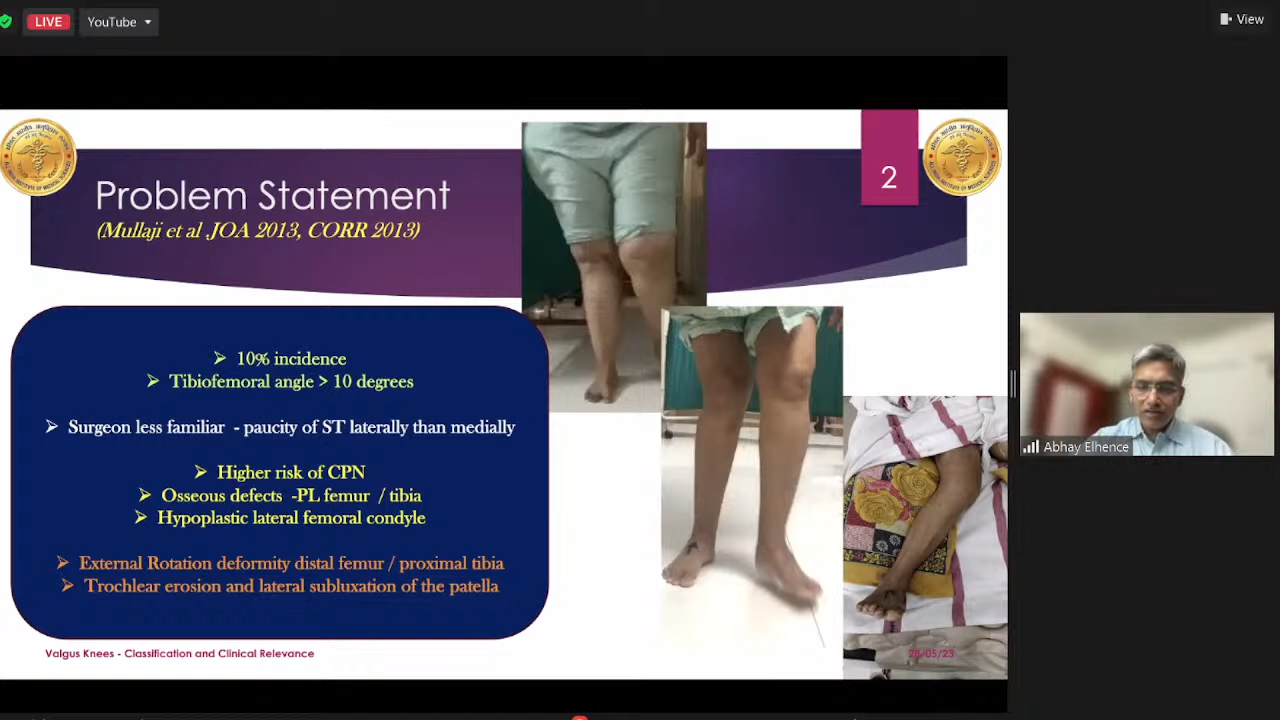 LIVE
YouTube
View
2
Problem Statement
(Mullaji et al .JOA 2013, CORR 2013)
➢ 10% incidence
➢ Tibiofemoral angle > 10 degrees
➢ Surgeon less familiar - paucity of ST laterally than medially
➢ Higher risk of CPN
➢ Osseous defects -PL femur / tibia
➢ Hypoplastic lateral femoral condyle
➢ External Rotation deformity distal femur / proximal tibia
➢ Trochlear erosion and lateral subluxation of the patella
Valgus Knees - Classification and Clinical Relevance
28/05/23
Abhay Elhence